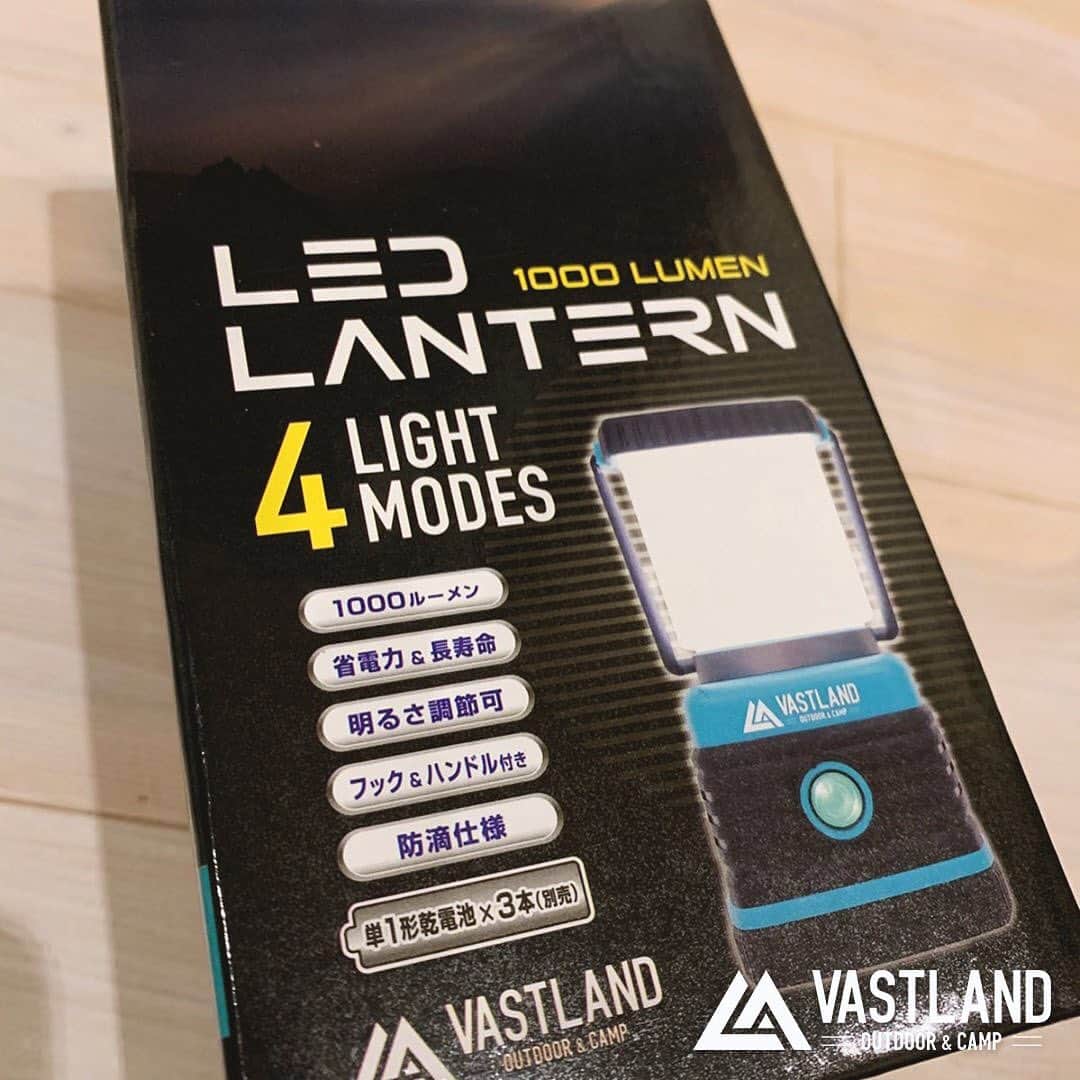 LED
1000 LUMEN
LANTERN
4 LIGHT
MODES
1000ルーメン
省電力&長寿命
明るさ調節可
フック&ハンドル付き
防滴仕様
単1形乾電池×3本(別売)
VASTLAND
OUTDOOR & CAMP
VASTLAND
OUTDOOR & CAMP
VASTLAND
OUTDOOR & CAMP